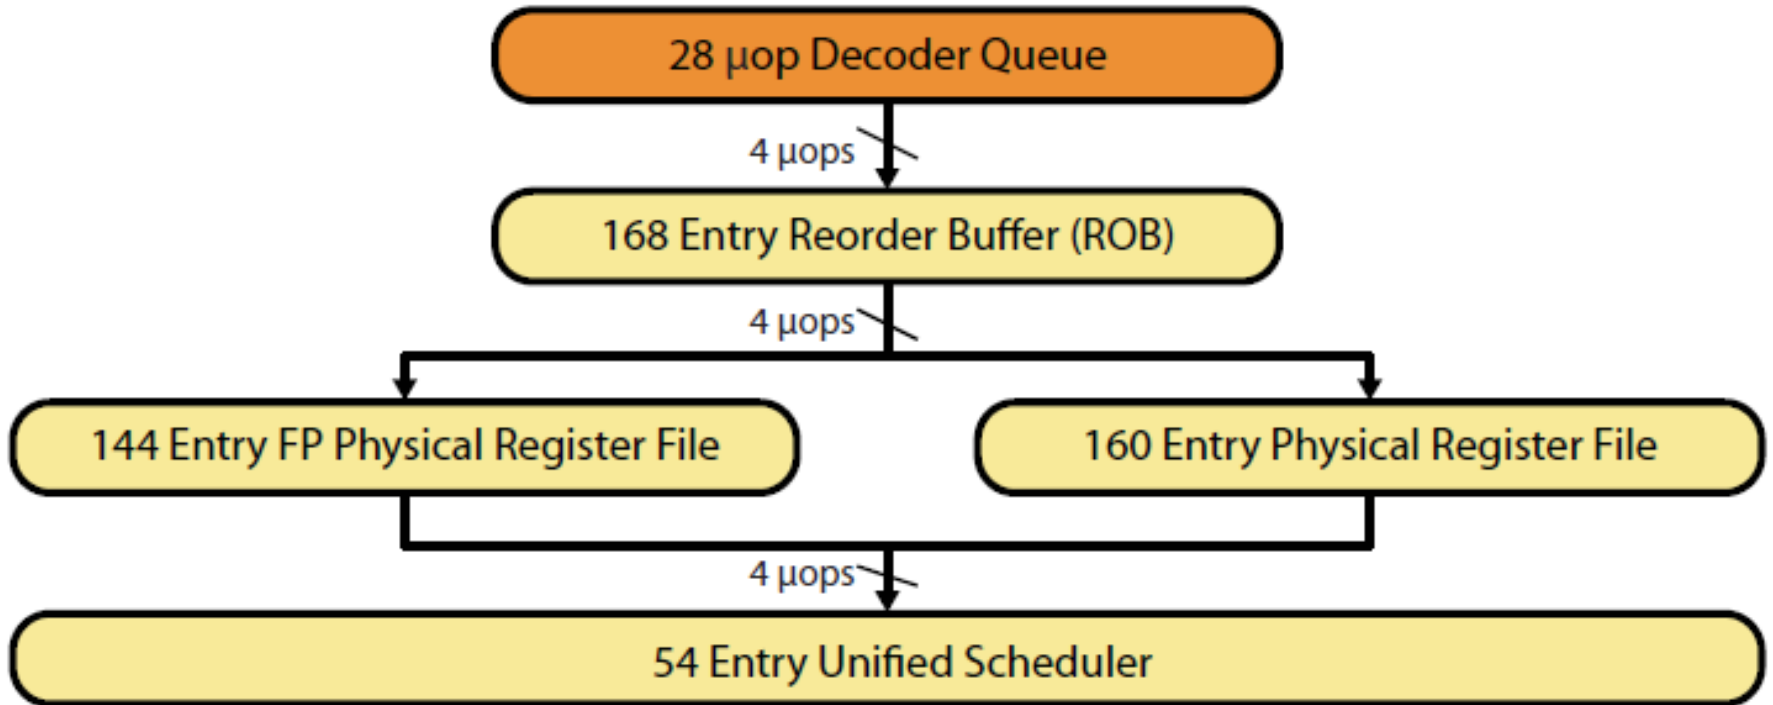 28 μop Decoder Queue
4 μops
168 Entry Reorder Buffer (ROB)
4 μops
144 Entry FP Physical Register File
160 Entry Physical Register File
4 μops
54 Entry Unified Scheduler